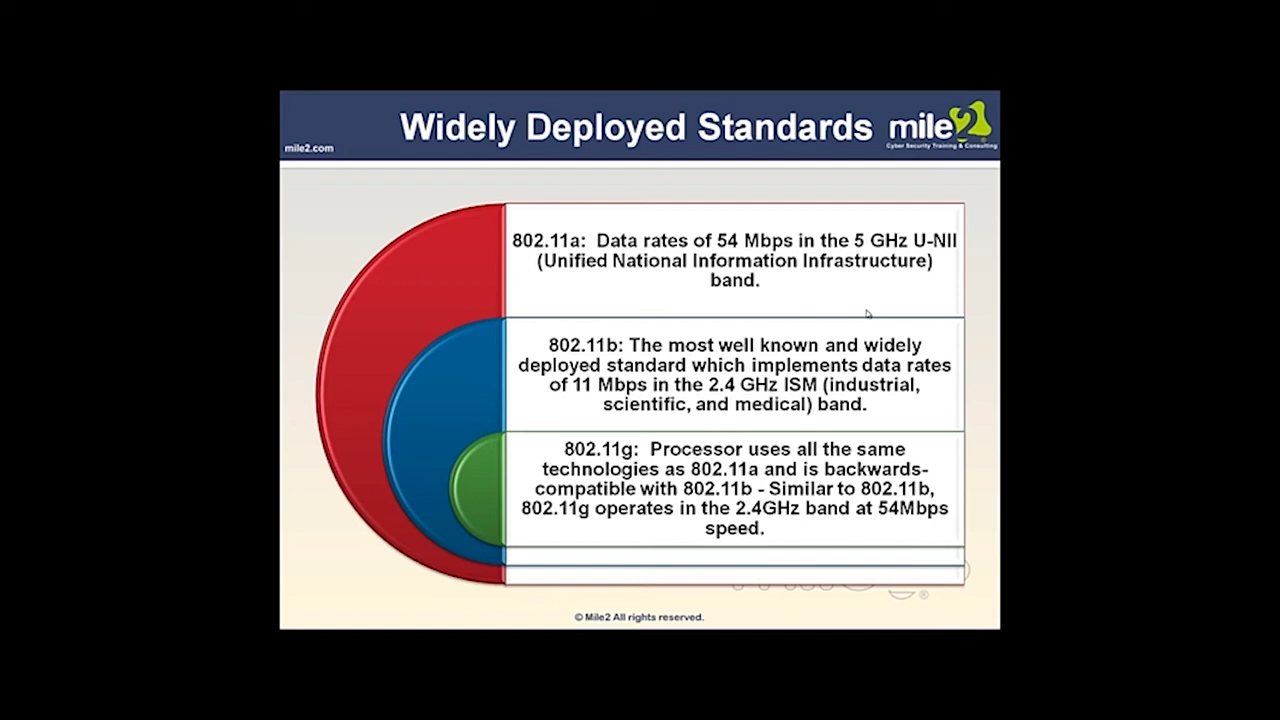 Widely Deployed Standards
mile2
Cyber Security Training & Consulting
mile2.com
802.11a: Data rates of 54 Mbps in the 5 GHz U-NII
(Unified National Information Infrastructure)
band.
802.11b: The most well known and widely
deployed standard which implements data rates
of 11 Mbps in the 2.4 GHz ISM (industrial,
scientific, and medical) band.
802.11g: Processor uses all the same
technologies as 802.11a and is backwards-
compatible with 802.11b - Similar to 802.11b,
802.11g operates in the 2.4GHz band at 54Mbps
speed.
®
© Mile2 All rights reserved.